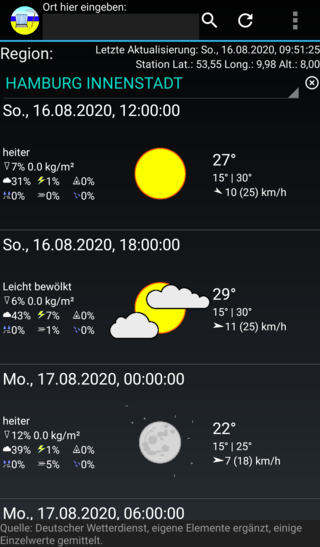 Ort hier eingeben:
Region:
Letzte Aktualisierung: So., 16.08.2020, 09:51:25
Station Lat.: 53,55 Long.: 9,98 Alt.: 8,00
HAMBURG INNENSTADT
So., 16.08.2020, 12:00:00
heiter
7% 0.0 kg/m²
31% 1% 0%
0% 0% 0%
27°
15° | 30°
10 (25) km/h
So., 16.08.2020, 18:00:00
Leicht bewölkt
6% 0.0 kg/m²
43% 7% 0%
0% 1% 0%
29°
15° | 30°
11 (25) km/h
Mo., 17.08.2020, 00:00:00
heiter
12% 0.0 kg/m²
39% 1% 0%
0% 5% 0%
22°
15° | 25°
7 (18) km/h
Mo., 17.08.2020, 06:00:00
Quelle: Deutscher Wetterdienst, eigene Elemente ergänzt, einige
Einzelwerte gemittelt.